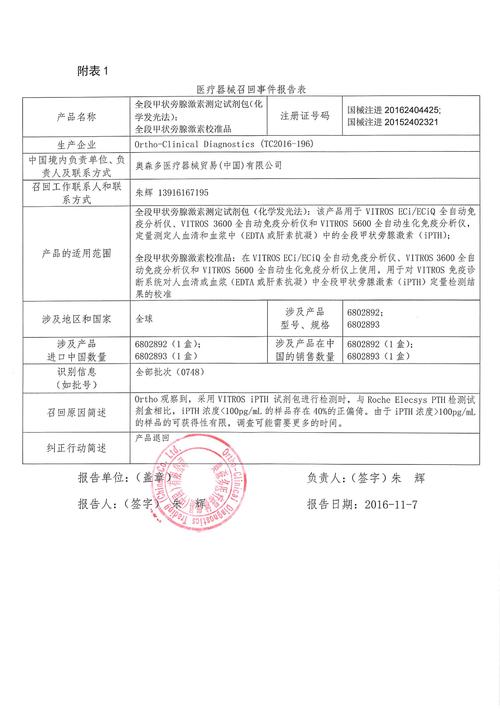 附表 1
医疗器械召回事件报告表
产品名称
全段甲状旁腺激素测定试剂包(化
学发光法);
全段甲状旁腺激素校准品
注册证号码
国械注进 20162404425;
国械注进 20152402321
生产企业
Ortho-Clinical Diagnostics (TC2016-196)
中国境内负责单位、负
责人及联系方式
奥森多医疗器械贸易(中国)有限公司
召回工作联系人和联
系方式
朱辉 13916167195
产品的适用范围
全段甲状旁腺激素测定试剂包（化学发光法）：该产品用于 VITROS ECi/ECiQ 全自动免
疫分析仪、VITROS 3600 全自动免疫分析仪和 VITROS 5600 全自动生化免疫分析仪，
定量测定人血清和血浆中（EDTA 或肝素抗凝）中的全段甲状旁腺激素（iPTH）；
全段甲状旁腺激素校准品：在 VITROS ECi/ECiQ 全自动免疫分析仪、VITROS 3600 全
自动免疫分析仪和 VITROS 5600 全自动生化免疫分析仪上使用，用于对 VITROS 免疫诊
断系统对人血清或血浆（EDTA 或肝素抗凝）中全段甲状旁腺激素（iPTH）定量检测结
果的校准
涉及地区和国家
全球
涉及产品
型号、规格
6802892;
6802893
涉及产品
进口中国数量
6802892（1 盒）;
6802893（1 盒）
涉及产品在中
国的销售数量
6802892（1 盒）;
6802893（1 盒）
识别信息
（如批号）
全部批次（0748）
召回原因简述
Ortho 观察到，采用 VITROS iPTH 试剂包进行检测时，与 Roche Elecsys PTH 检测试
剂盒相比，iPTH 浓度<100pg/mL 的样品存在 40%的正偏倚。由于 iPTH 浓度>100pg/mL
的样品的可获得性有限，调查可能需要更多的时间。
纠正行动简述
产品退回
报告单位：（盖章）
负责人：（签字）朱 辉
报告人：（签字） 朱 辉
报告日期：2016-11-7
Ortho-Clinical Diagnostics Trading